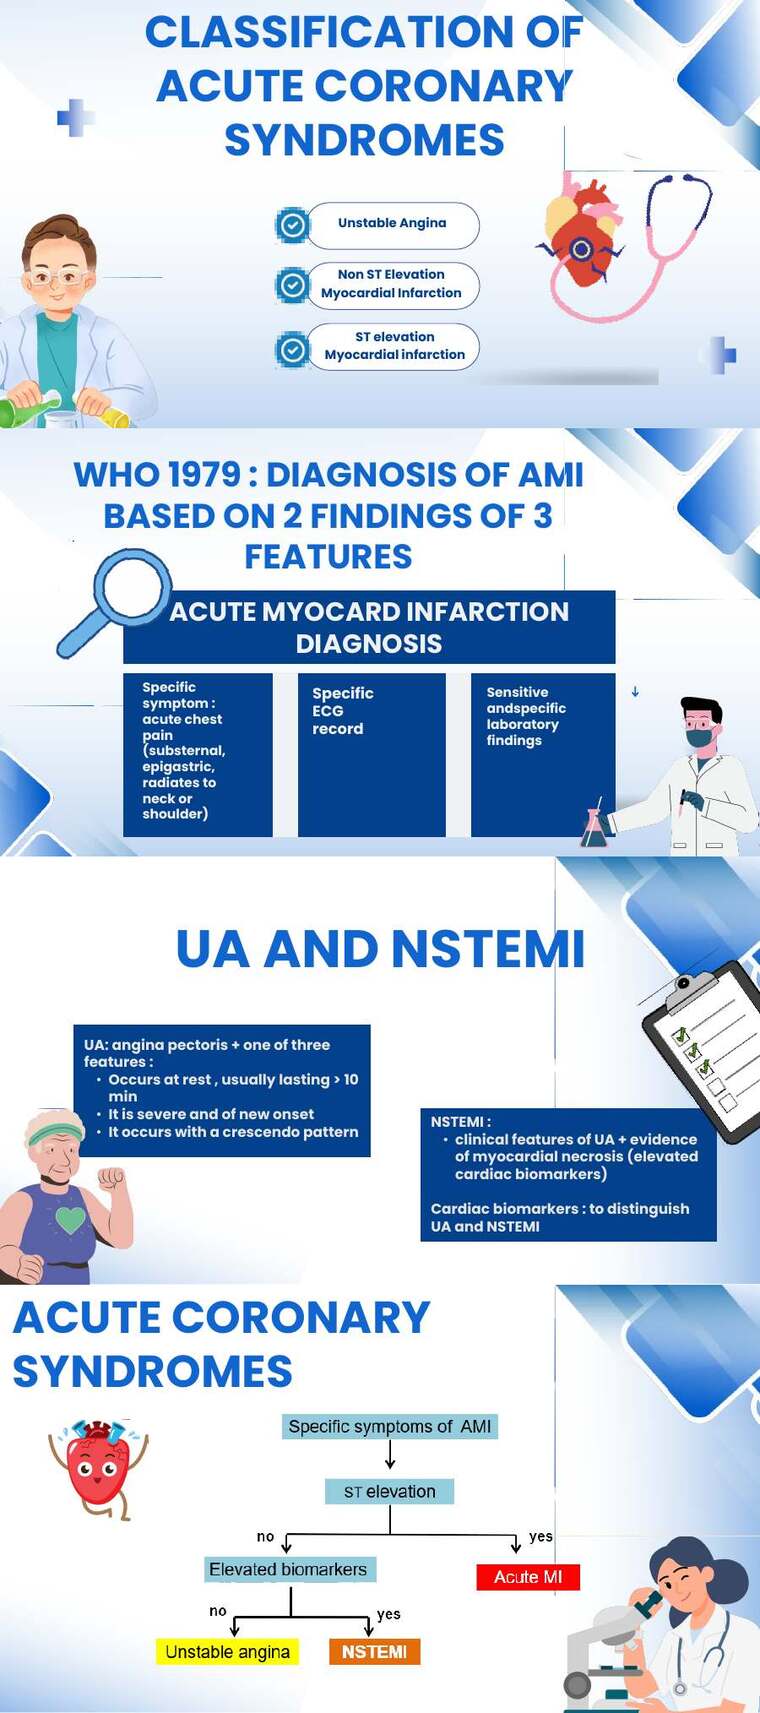 CLASSIFICATION OF
ACUTE CORONARY
SYNDROMES
Unstable Angina
Non ST Elevation
Myocardial Infarction
ST elevation
Myocardial infarction
WHO 1979 : DIAGNOSIS OF AMI
BASED ON 2 FINDINGS OF 3
FEATURES
ACUTE MYOCARD INFARCTION
DIAGNOSIS
Specific
symptom :
acute chest
pain
(substernal,
epigastric,
radiates to
neck or
shoulder)
Specific
ECG
record
Sensitive
andspecific
laboratory
findings
UA AND NSTEMI
UA: angina pectoris + one of three
features :
• Occurs at rest , usually lasting > 10
min
• It is severe and of new onset
• It occurs with a crescendo pattern
NSTEMI :
• clinical features of UA + evidence
of myocardial necrosis (elevated
cardiac biomarkers)
Cardiac biomarkers : to distinguish
UA and NSTEMI
ACUTE CORONARY
SYNDROMES
Specific symptoms of AMI
ST elevation
no
yes
Elevated biomarkers
Acute MI
no
yes
Unstable angina
NSTEMI